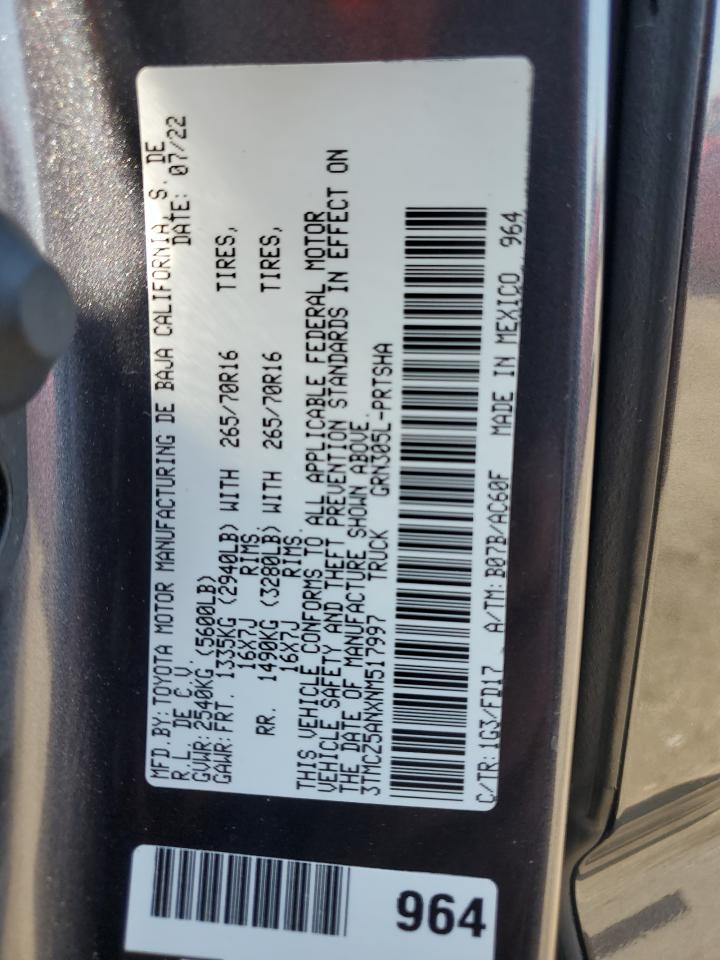 MFD.BY:TOYOTA MOTOR MANUFACTURING DE BAJA CALIFORNIA S. DE
R L. DE C.V. DATE: 07/22
GVWR: 2540KG (5600LB)
GAWR:FRT. 1335KG (2940LB) WITH 265/70R16 TIRES,
16X7J RIMS,
RR. 1490KG (3280LB) WITH 265/70R16 TIRES,
16X7J RIMS.
THIS VEHICLE CONFORMS TO ALL APPLICABLE FEDERAL MOTOR
VEHICLE SAFETY AND THEFT PREVENTION STANDARDS IN EFFECT ON
THE DATE OF MANUFACTURE SHOWN ABOVE.
3TMCZ5ANXNM517997 TRUCK GRN305L-PRTSHA
C/TR: 1G3/FD17 A/TM: B07B/AC60F MADE IN MEXICO 964
964